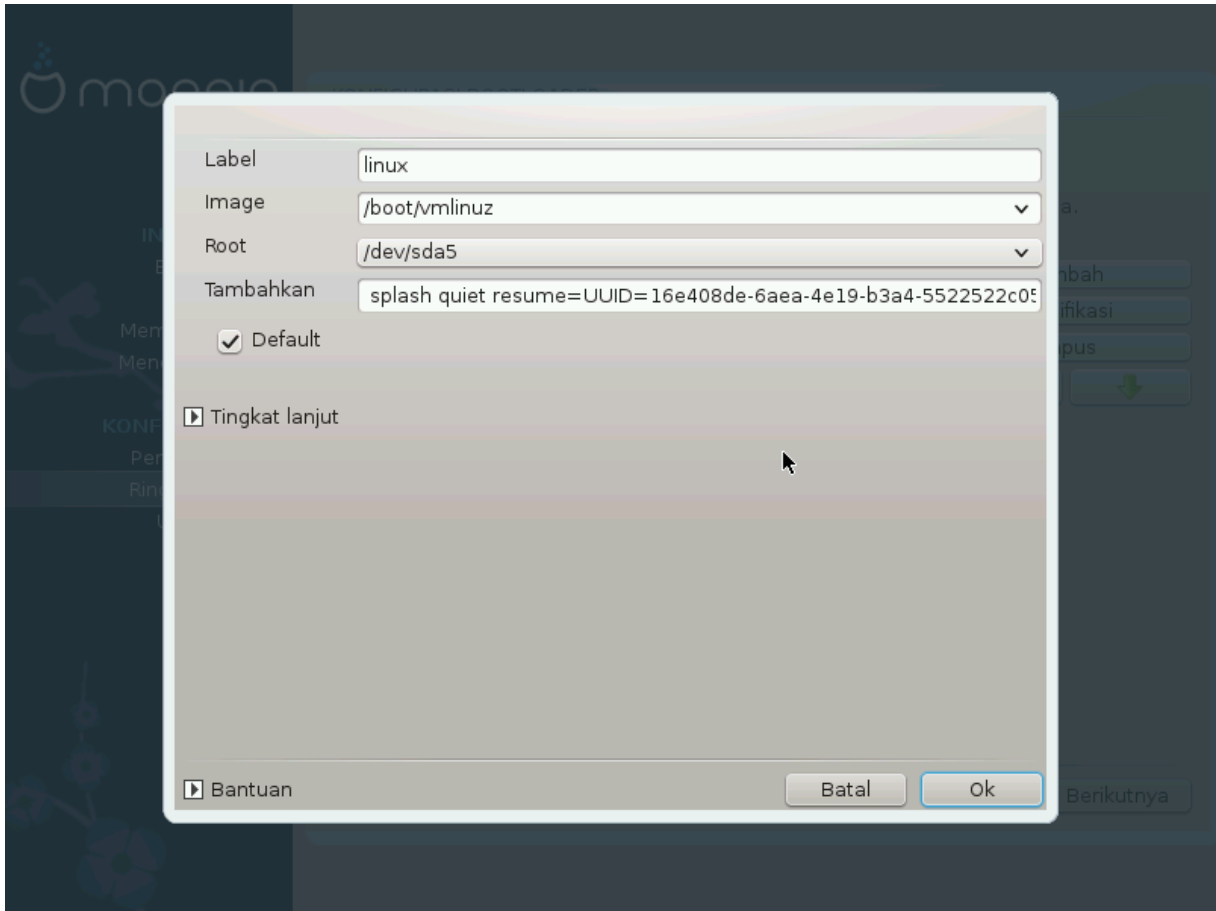 Label
linux
Image
/boot/vmlinuz
Root
/dev/sda5
Tambahkan
splash quiet resume=UUID=16e408de-6aea-4e19-b3a4-5522522c05
Default
Tingkat lanjut
Bantuan
Batal
Ok
Berikutnya